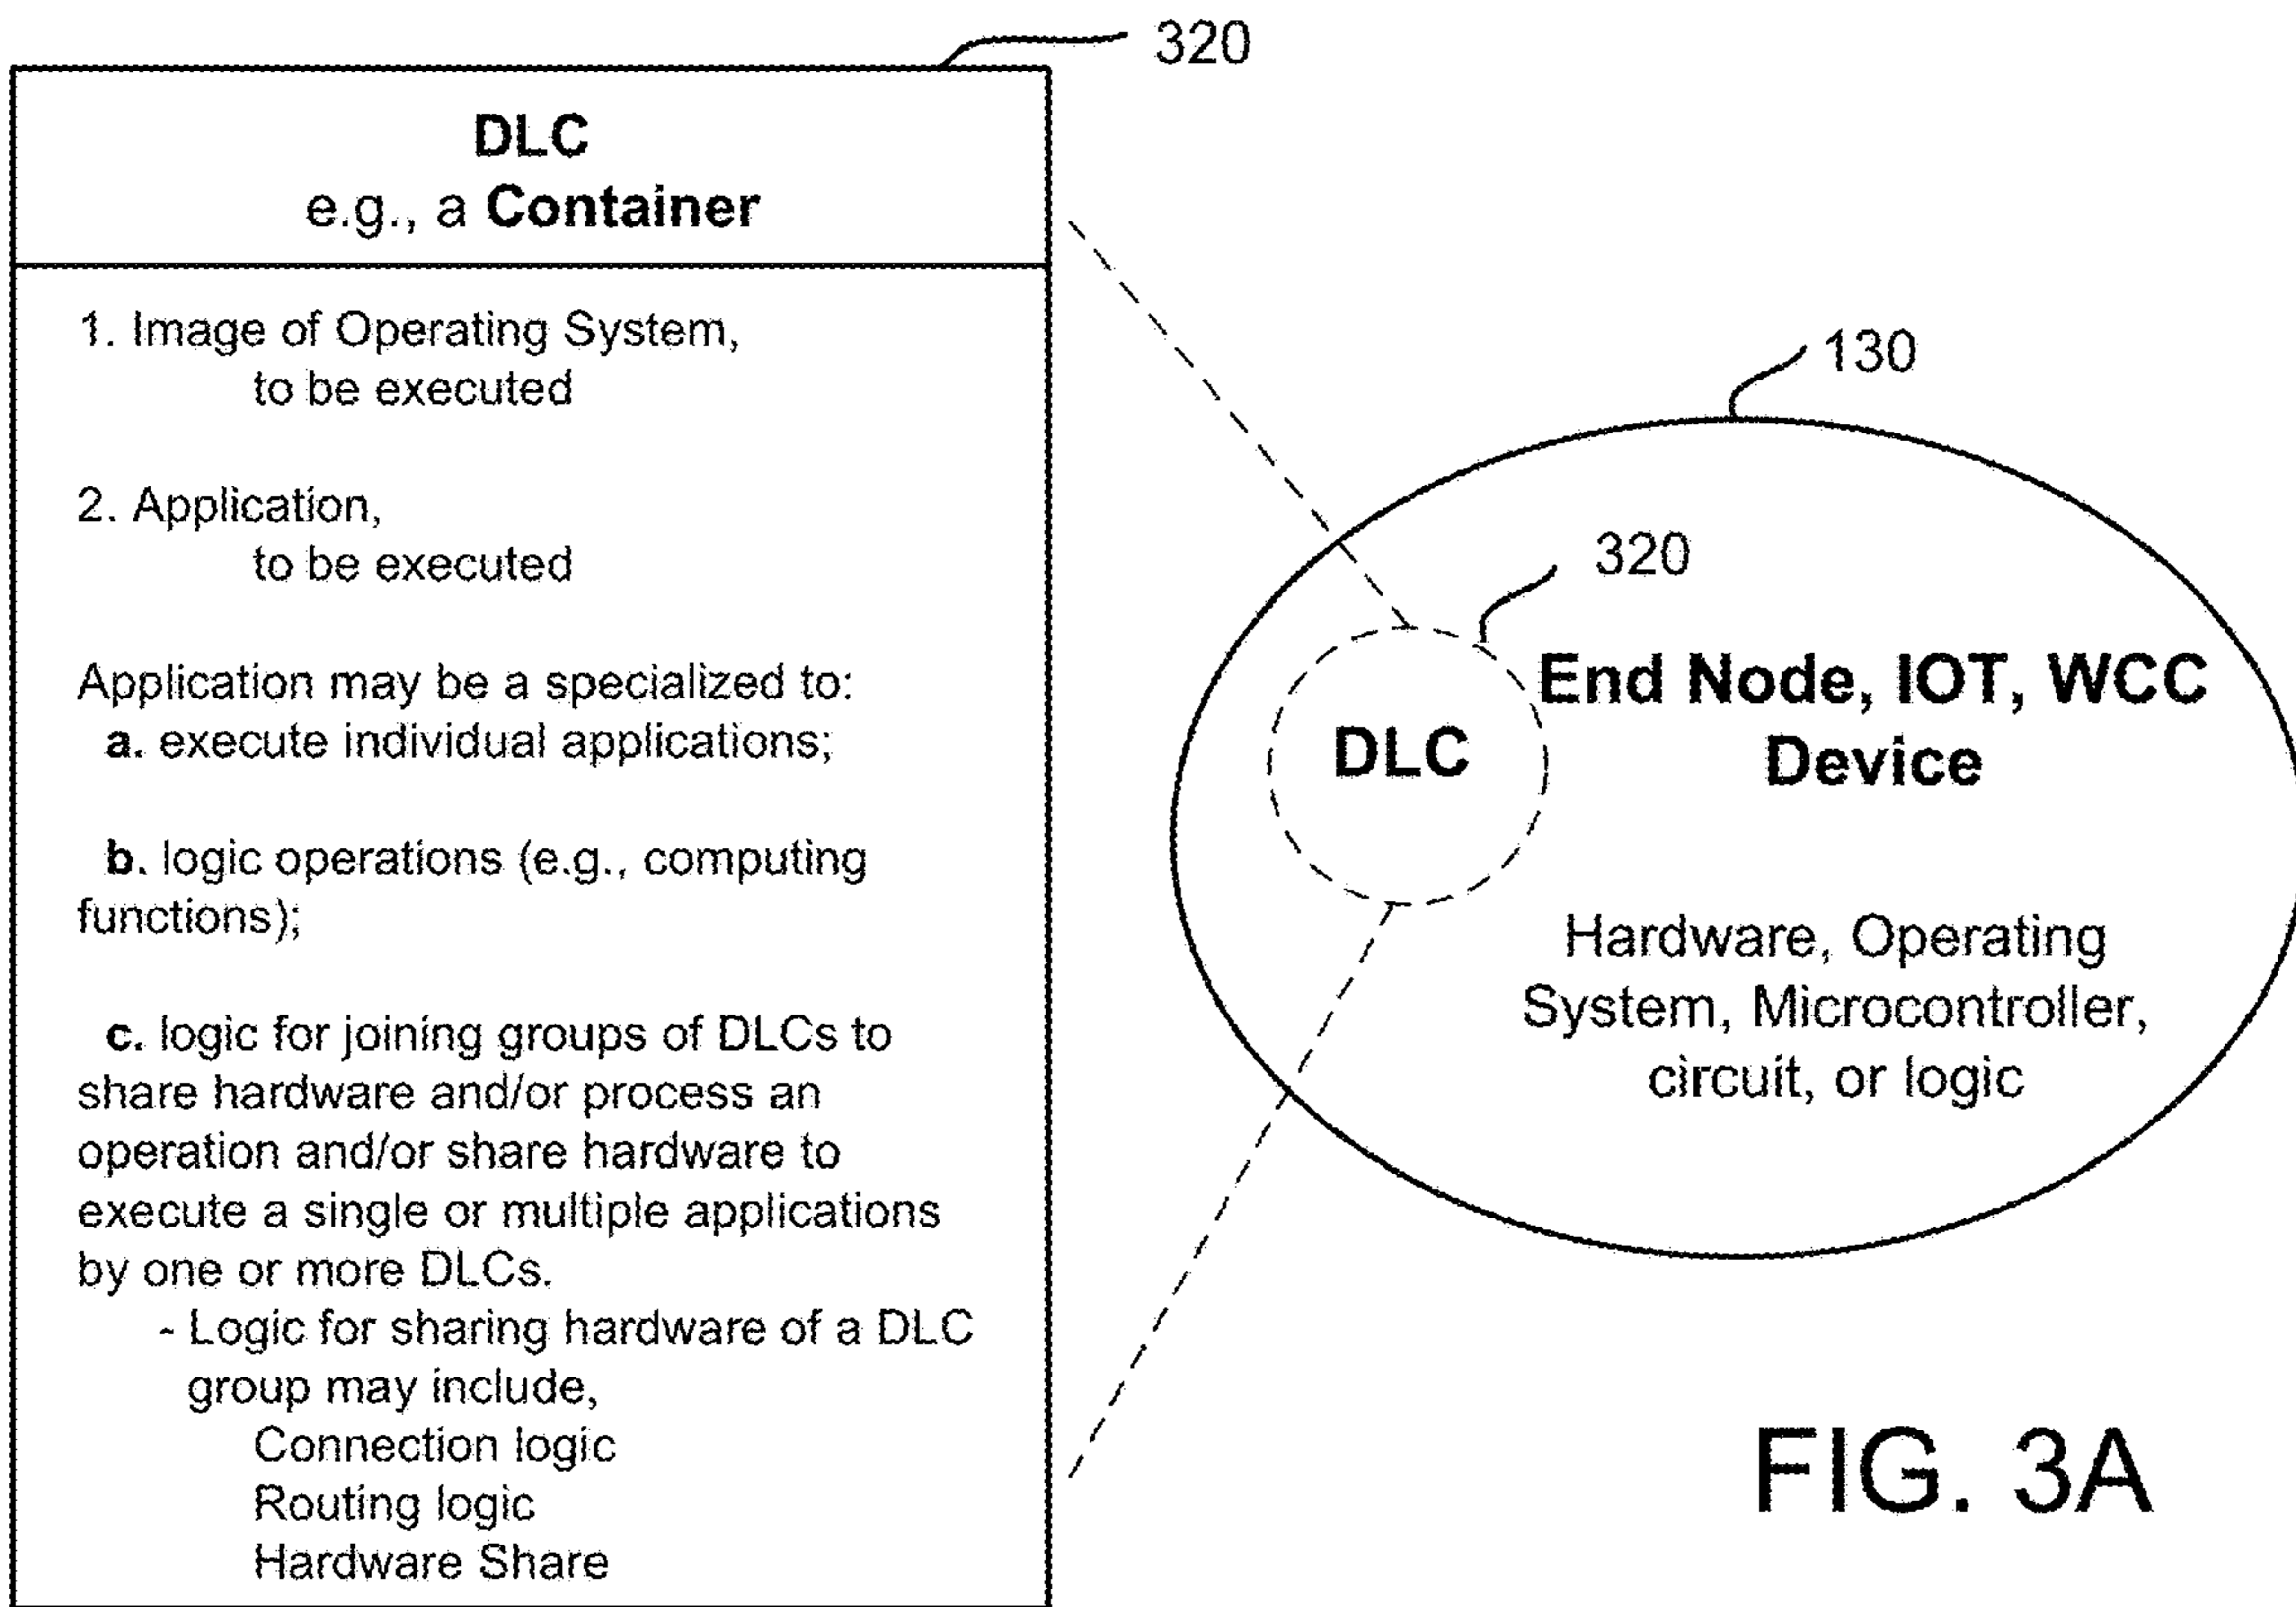 320
DLC
e.g., a Container
1. Image of Operating System,
to be executed
2. Application,
to be executed
Application may be a specialized to:
a. execute individual applications;
b. logic operations (e.g., computing
functions);
c. logic for joining groups of DLCs to
share hardware and/or process an
operation and/or share hardware to
execute a single or multiple applications
by one or more DLCs.
- Logic for sharing hardware of a DLC
group may include,
Connection logic
Routing logic
Hardware Share
130
320
DLC
End Node, IOT, WCC
Device
Hardware, Operating
System, Microcontroller,
circuit, or logic
FIG. 3A